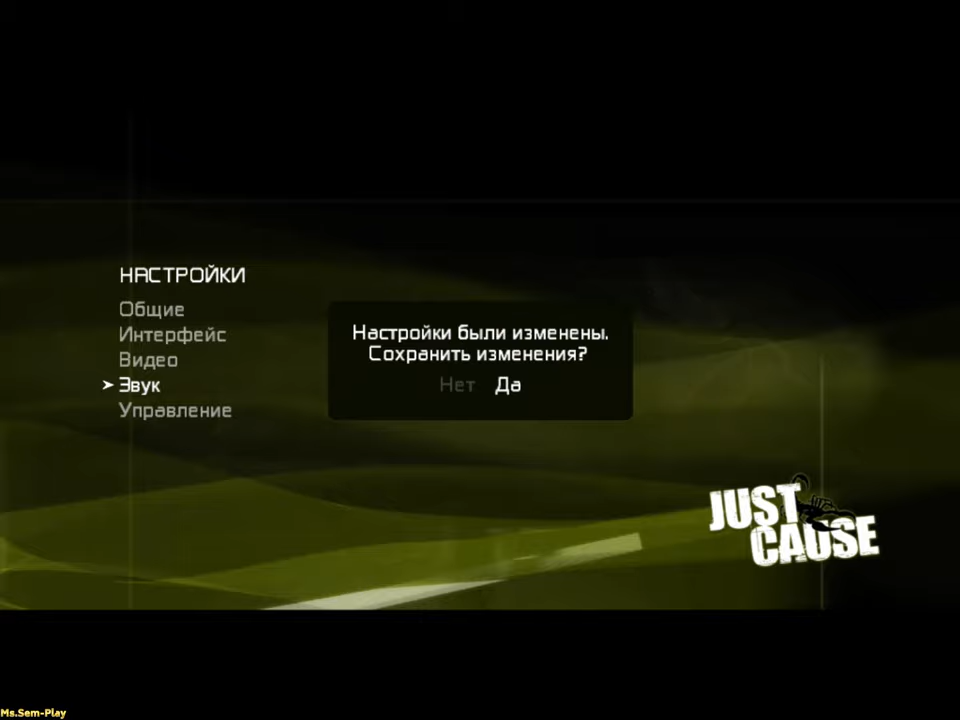 НАСТРОЙКИ
Общие
Интерфейс
Видео
Звук
Управление
Настройки были изменены.
Сохранить изменения?
Нет Да
JUST
CAUSE
Ms.Sem-Play